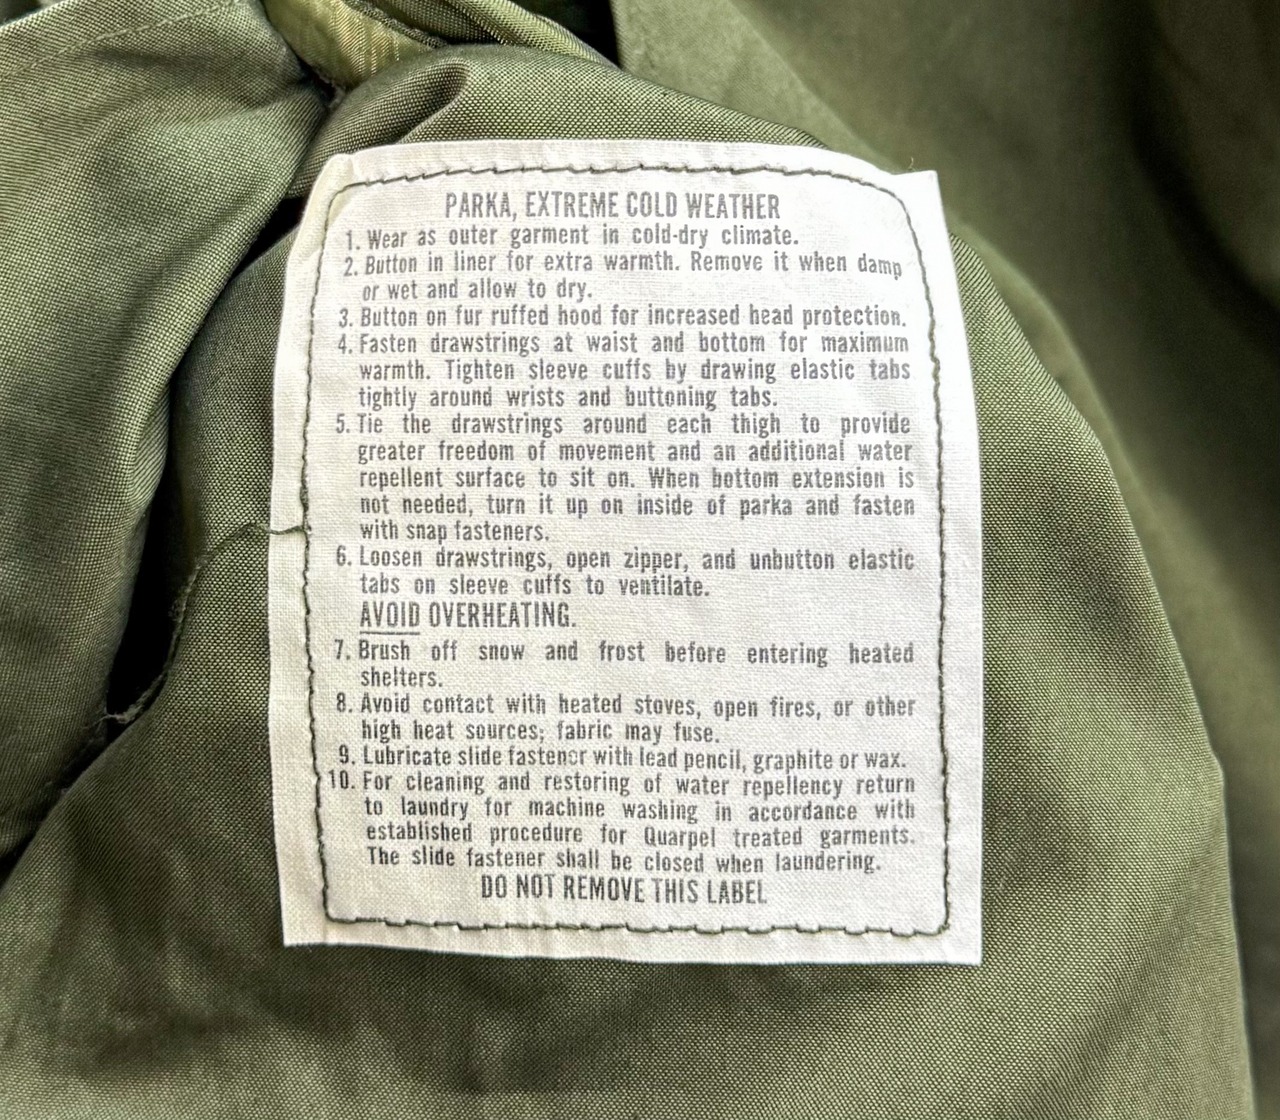 PARKA, EXTREME COLD WEATHER
1. Wear as outer garment in cold-dry climate.
2. Button in liner for extra warmth. Remove it when damp
or wet and allow to dry.
3. Button on fur ruffed hood for increased head protection.
4. Fasten drawstrings at waist and bottom for maximum
warmth. Tighten sleeve cuffs by drawing elastic tabs
tightly around wrists and buttoning tabs.
5. Tie the drawstrings around each thigh to provide
greater freedom of movement and an additional water
repellent surface to sit on. When bottom extension is
not needed, turn it up on inside of parka and fasten
with snap fasteners.
6. Loosen drawstrings, open zipper, and unbutton elastic
tabs on sleeve cuffs to ventilate.
AVOID OVERHEATING.
7. Brush off snow and frost before entering heated
shelters.
8. Avoid contact with heated stoves, open fires, or other
high heat sources; fabric may fuse.
9. Lubricate slide fastener with lead pencil, graphite or wax.
10. For cleaning and restoring of water repellency return
to laundry for machine washing in accordance with
established procedure for Quarpel treated garments.
The slide fastener shall be closed when laundering.
DO NOT REMOVE THIS LABEL